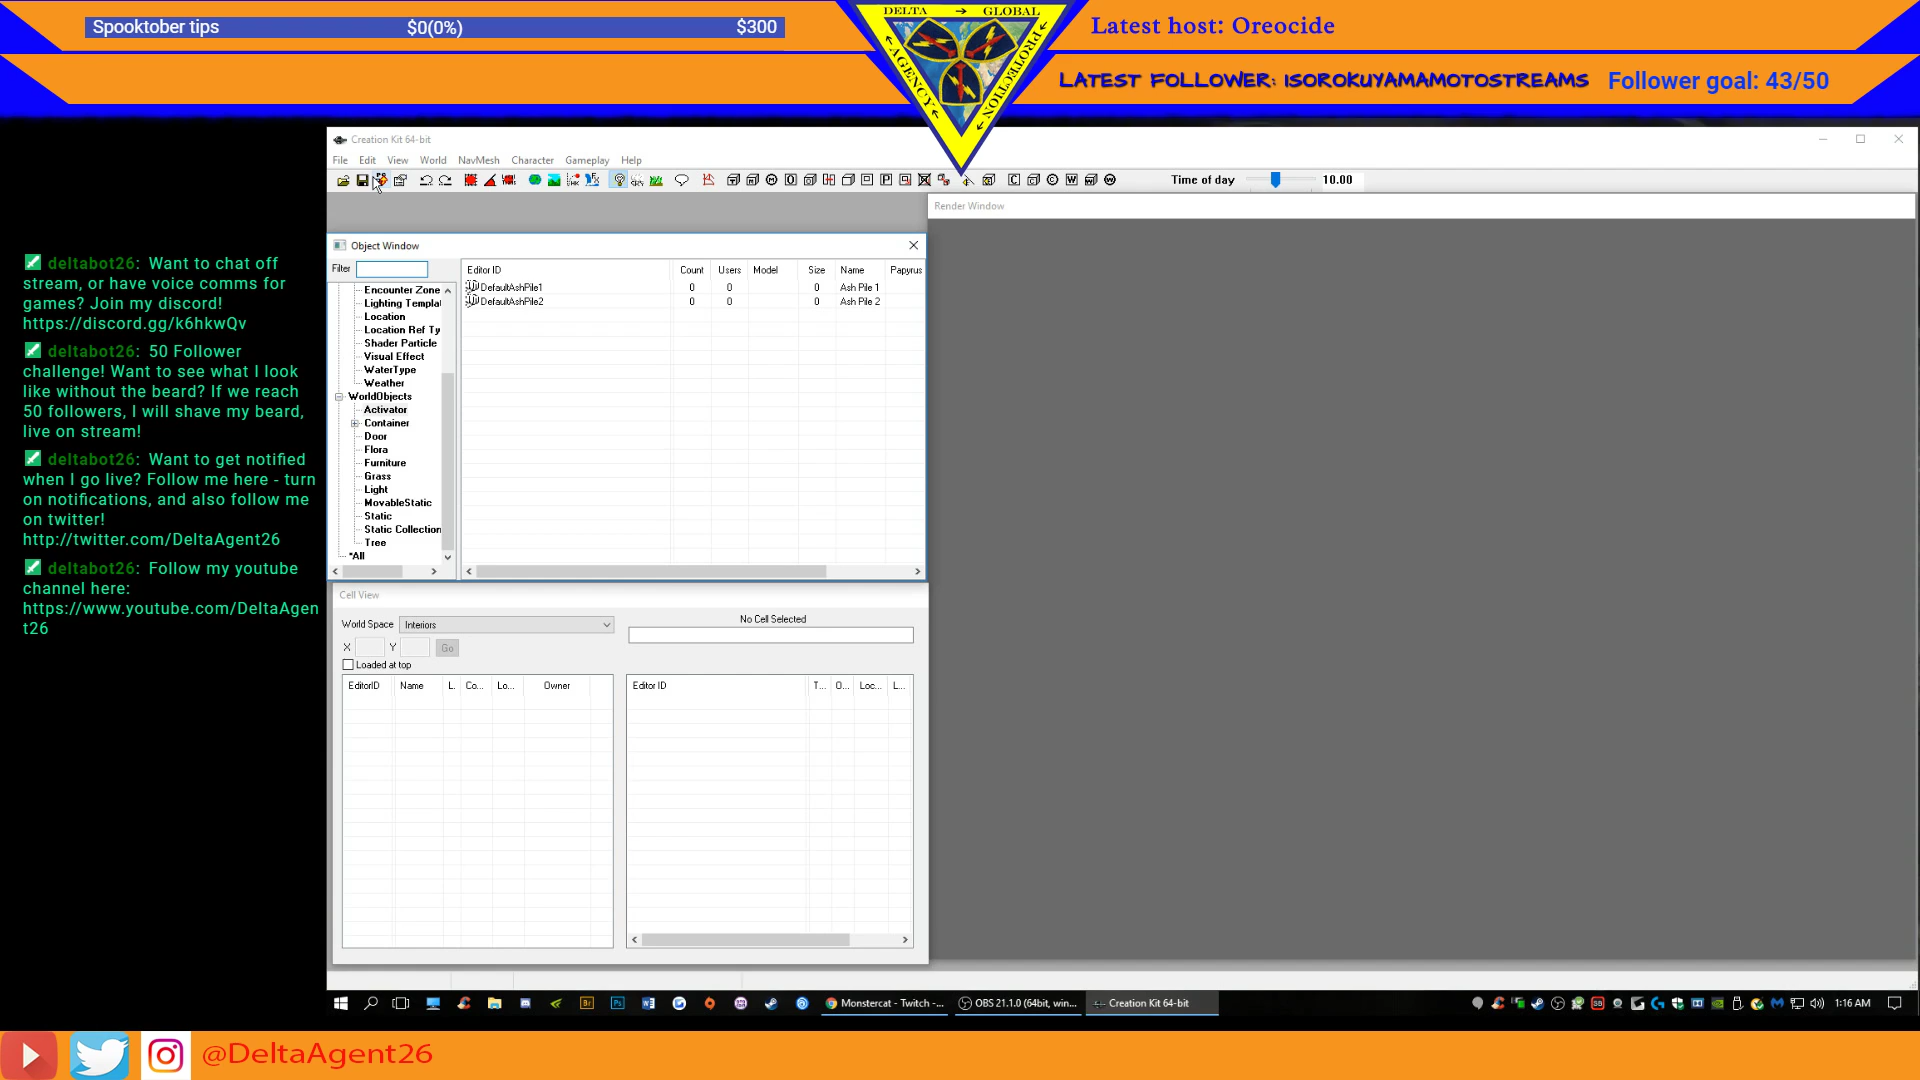 Spooktober tips $0(0%) $300
DELTA → GLOBAL
PROTECTION
AGENCY
Latest host: Oreocide
LATEST FOLLOWER: ISOROKUYAMAMOTOSTREAMS Follower goal: 43/50
Creation Kit 64-bit
File Edit View World NavMesh Character Gameplay Help
Time of day 10.00
Render Window
Object Window
Filter
Editor ID Count Users Model Size Name Papyrus
DefaultAshPile1 0 0 0 Ash Pile 1
DefaultAshPile2 0 0 0 Ash Pile 2
Encounter Zone
Lighting Templat
Location
Location Ref Ty
Shader Particle
Visual Effect
WaterType
Weather
WorldObjects
Activator
Container
Door
Flora
Furniture
Grass
Light
MovableStatic
Static
Static Collection
Tree
*All
Cell View
World Space Interiors
No Cell Selected
X Y Go
Loaded at top
EditorID Name L. Co... Lo... Owner
Editor ID T... O... Loc... L...
deltabot26: Want to chat off
stream, or have voice comms for
games? Join my discord!
https://discord.gg/k6hkwQv
deltabot26: 50 Follower
challenge! Want to see what I look
like without the beard? If we reach
50 followers, I will shave my beard,
live on stream!
deltabot26: Want to get notified
when I go live? Follow me here - turn
on notifications, and also follow me
on twitter!
http://twitter.com/DeltaAgent26
deltabot26: Follow my youtube
channel here:
https://www.youtube.com/DeltaAgen
t26
Monstercat - Twitch -... OBS 21.1.0 (64bit, win... Creation Kit 64-bit 1:16 AM
@DeltaAgent26